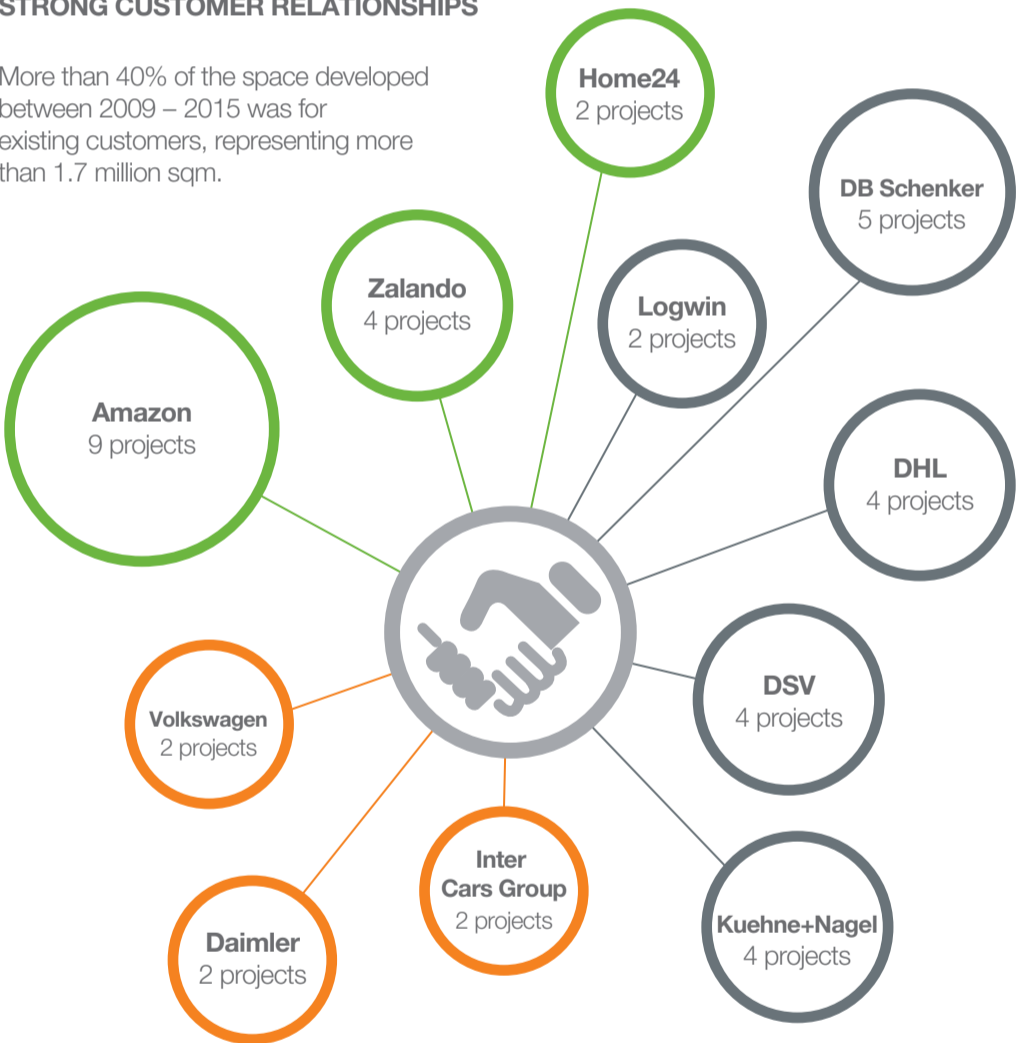 STRONG CUSTOMER RELATIONSHIPS
More than 40% of the space developed
between 2009 – 2015 was for
existing customers, representing more
than 1.7 million sqm.
Home24
2 projects
DB Schenker
5 projects
Zalando
4 projects
Logwin
2 projects
Amazon
9 projects
DHL
4 projects
DSV
4 projects
Volkswagen
2 projects
Inter
Cars Group
2 projects
Kuehne+Nagel
4 projects
Daimler
2 projects